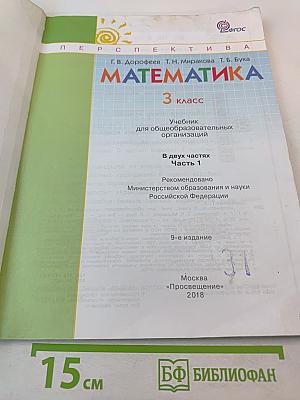 ФГОС
ПЕРСПЕКТИВА
Г. В. Дорофеев Т. Н. Миракова Т. Б. Бука
МАТЕМАТИКА
3 класс
Учебник
для общеобразовательных
организаций
В двух частях
Часть 1
Рекомендовано
Министерством образования и науки
Российской Федерации
9-е издание
31
Москва
«Просвещение»
2018
15 см
БФ БИБЛИОФАН